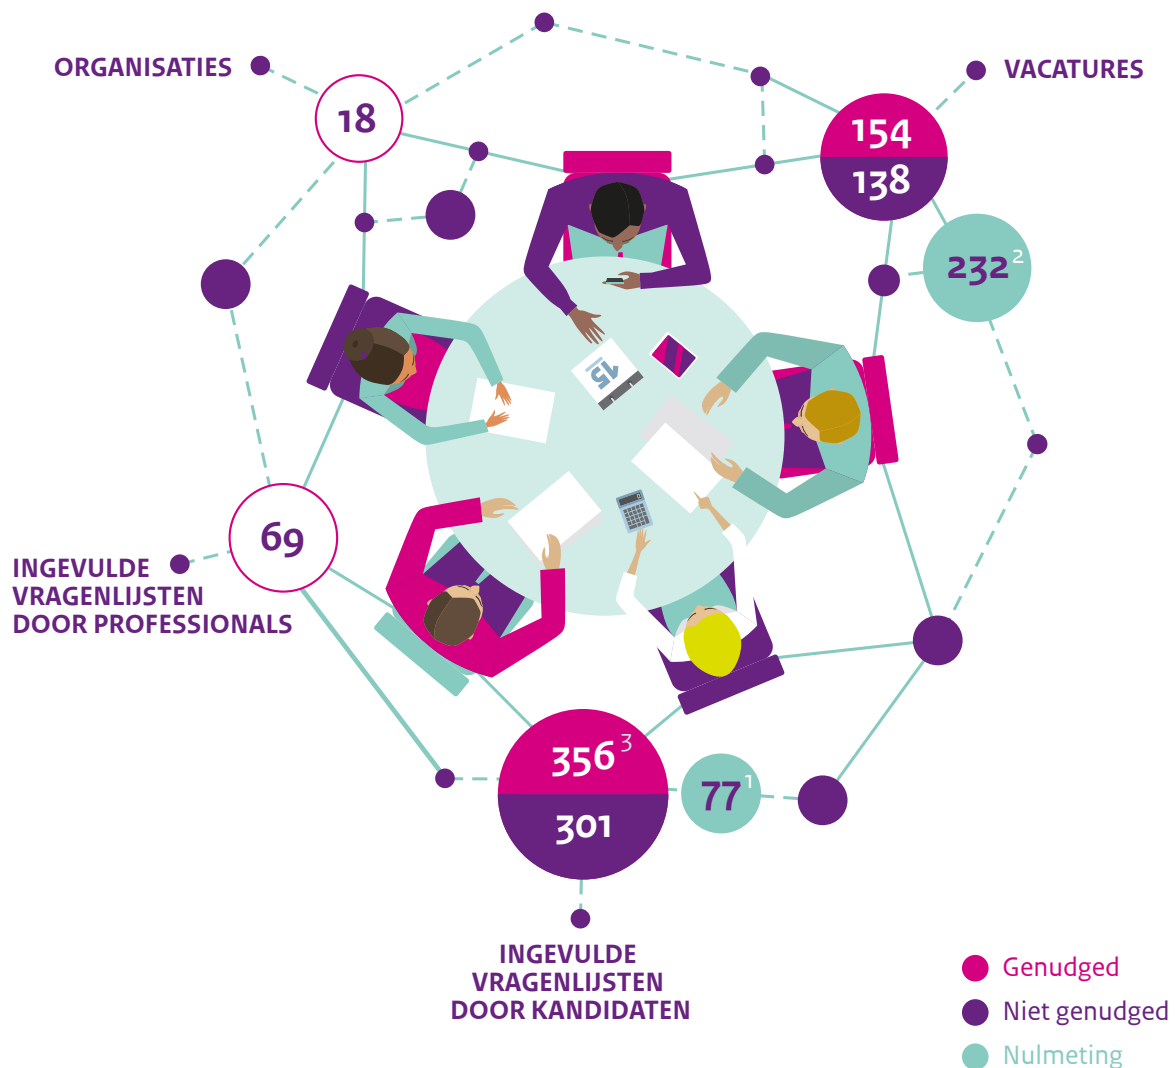 ORGANISATIES
18
VACATURES
154
138
232²
15
69
INGEVULDE
VRAGENLIJSTEN
DOOR PROFESSIONALS
356³
301
77¹
INGEVULDE
VRAGENLIJSTEN
DOOR KANDIDATEN
Genudged
Niet genudged
Nulmeting